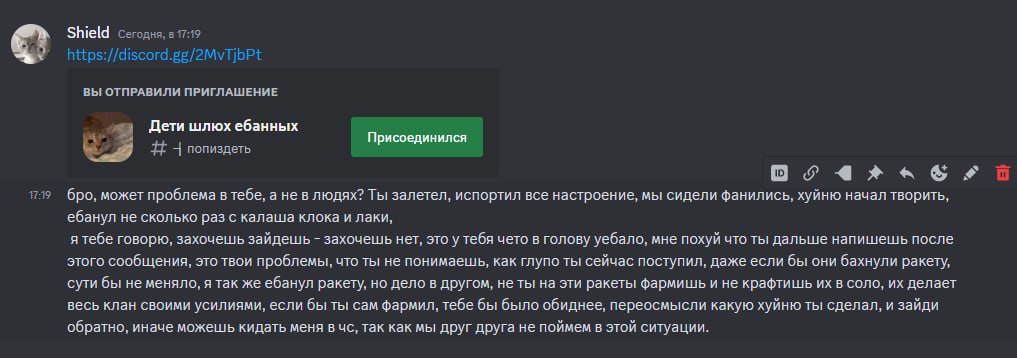 Shield Сегодня, в 17:19
https://discord.gg/2MvTjbPt
ВЫ ОТПРАВИЛИ ПРИГЛАШЕНИЕ
Дети шлюх ебанных
# ┤ попиздеть
Присоединился
ID
17:19 бро, может проблема в тебе, а не в людях? Ты залетел, испортил все настроение, мы сидели фанились, хуйню начал творить,
ебанул не сколько раз с калаша клока и лаки,
я тебе говорю, захочешь зайдешь - захочешь нет, это у тебя чето в голову уебало, мне похуй что ты дальше напишешь после
этого сообщения, это твои проблемы, что ты не понимаешь, как глупо ты сейчас поступил, даже если бы они бахнули ракету,
сути бы не меняло, я так же ебанул ракету, но дело в другом, не ты на эти ракеты фармишь и не крафтишь их в соло, их делает
весь клан своими усилиями, если бы ты сам фармил, тебе бы было обиднее, переосмысли какую хуйню ты сделал, и зайди
обратно, иначе можешь кидать меня в чс, так как мы друг друга не поймем в этой ситуации.